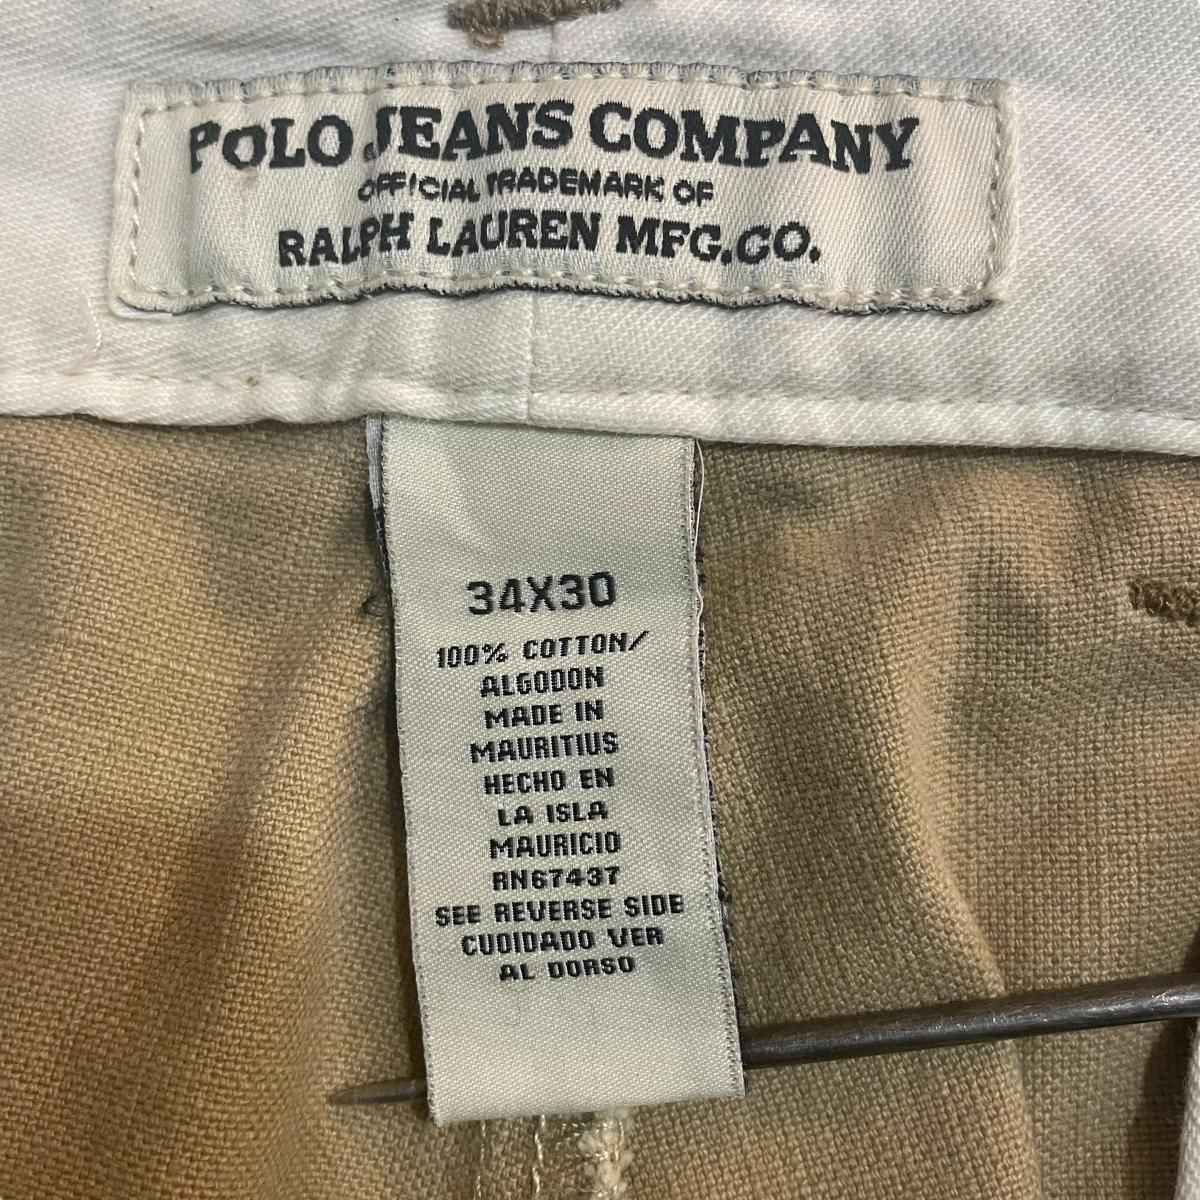 POLO JEANS COMPANY
OFFICIAL TRADEMARK OF
RALPH LAUREN MFG.CO.
34X30
100% COTTON/
ALGODON
MADE IN
MAURITIUS
HECHO EN
LA ISLA
MAURICIO
RN67437
SEE REVERSE SIDE
CUOIDADO VER
AL DORSO